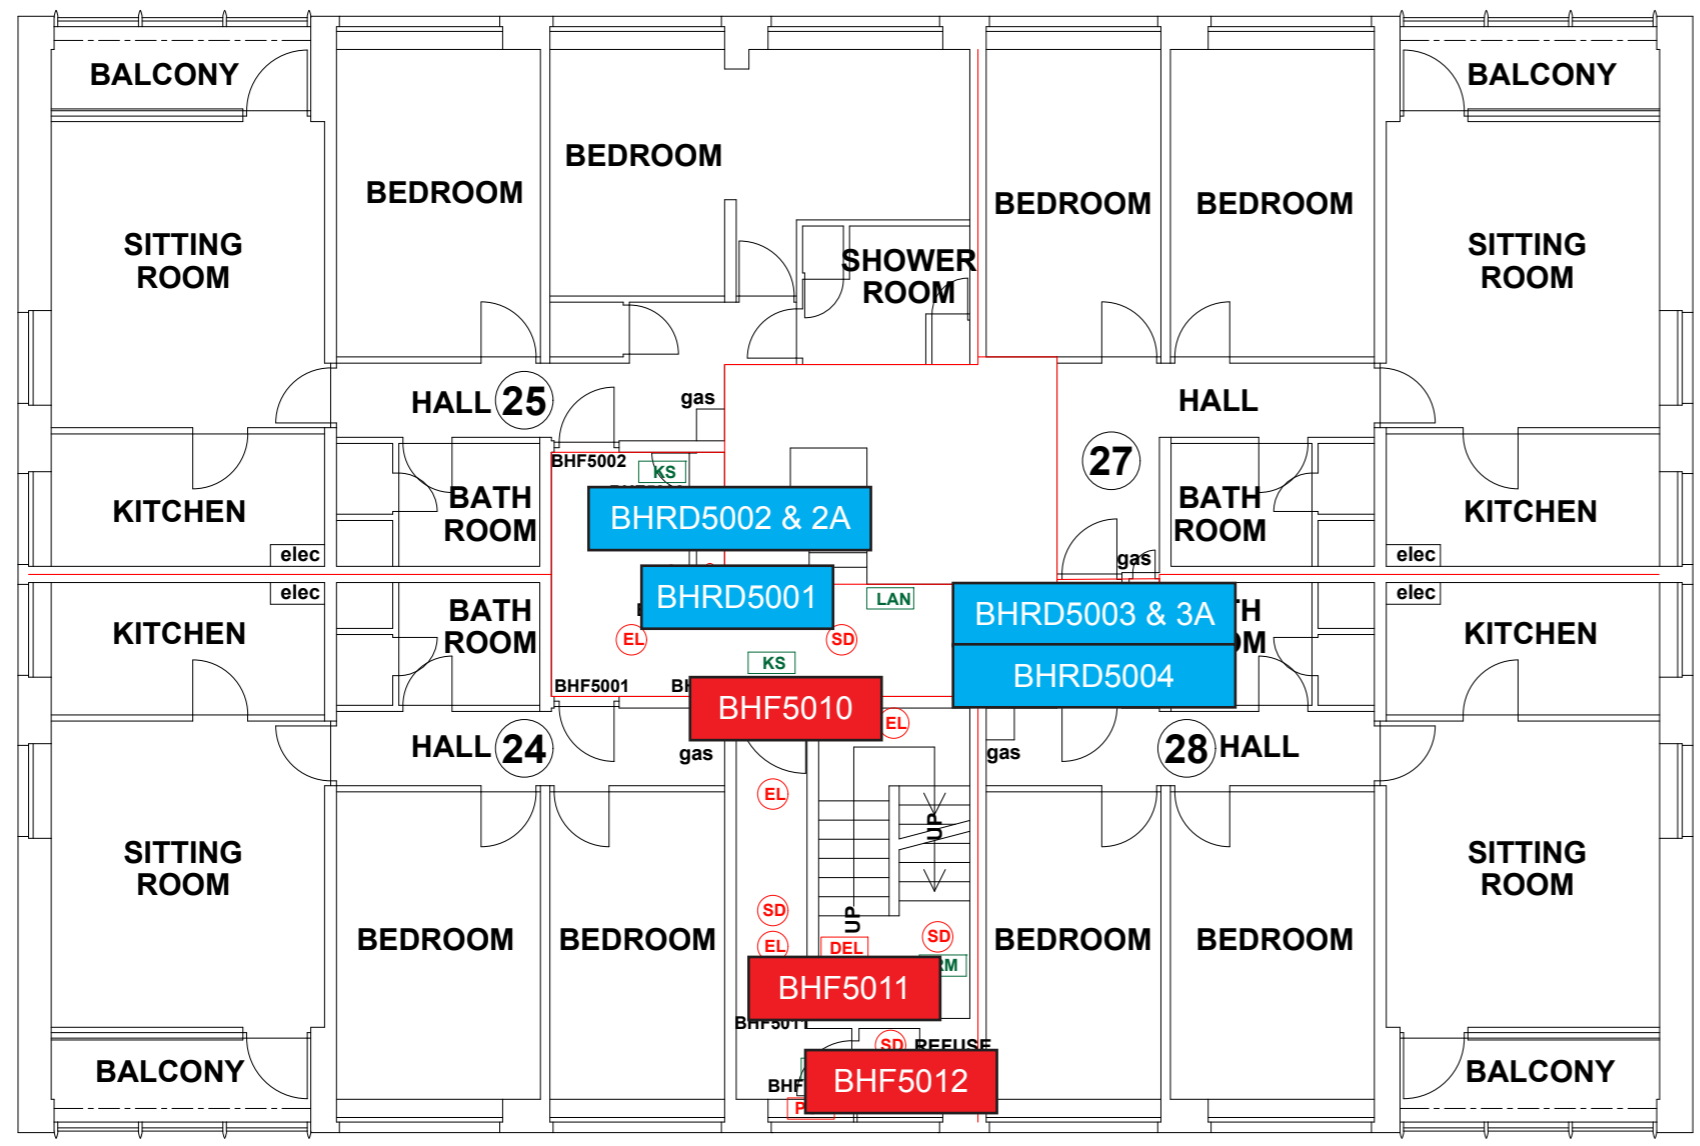 BALCONY
BALCONY
BEDROOM
BEDROOM
BEDROOM
BEDROOM
SITTING
ROOM
SHOWER
ROOM
SITTING
ROOM
HALL 25
gas
HALL
27
BHF5002
KS
KITCHEN
BATH
ROOM
BHRD5002 & 2A
BATH
ROOM
KITCHEN
elec
gas
elec
elec
elec
BHRD5001
LAN
BHRD5003 & 3A
KITCHEN
BATH
ROOM
EL
SD
KITCHEN
KS
BHRD5004
BHF5001
BHF5010
EL
HALL 24
gas
gas
28 HALL
EL
UP
SITTING
ROOM
SITTING
ROOM
SD
UP
BEDROOM
BEDROOM
EL
DEL
SD
BEDROOM
BEDROOM
BHF5011
BHF5011
SD
REFUSE
BALCONY
BHF5012
BALCONY